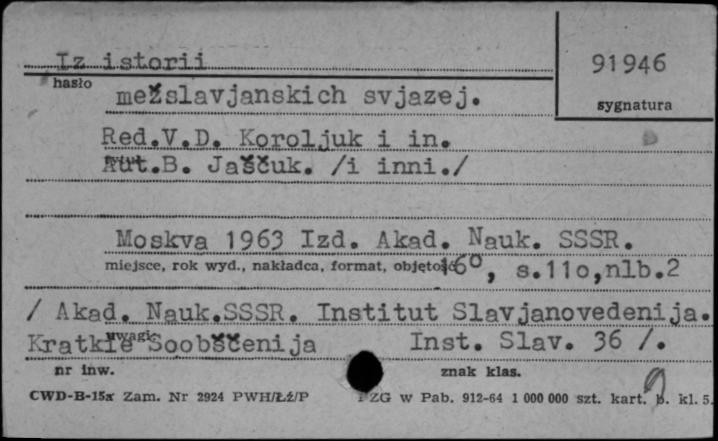 Iz istorii
91946
hasło
mežslavjanskich svjazej.
sygnatura
Red.V.D. Koroljuk i in.
Aut.B. Jaščuk. /i inni./
Moskva 1963 Izd. Akad. Nauk. SSSR.
miejsce, rok wyd., nakładca, format, objętość
16°, s.110,nlb.2
/ Akad. Nauk.SSSR. Institut Slavjanovedenija.
uwagi
Kratkie Soobščenija Inst. Slav. 36 /.
nr inw. znak klas.
CWD-B-15a Zam. Nr 2924 PWH/Łź/P PZG w Pab. 912-64 1 000 000 szt. kart. p. kl. 5.